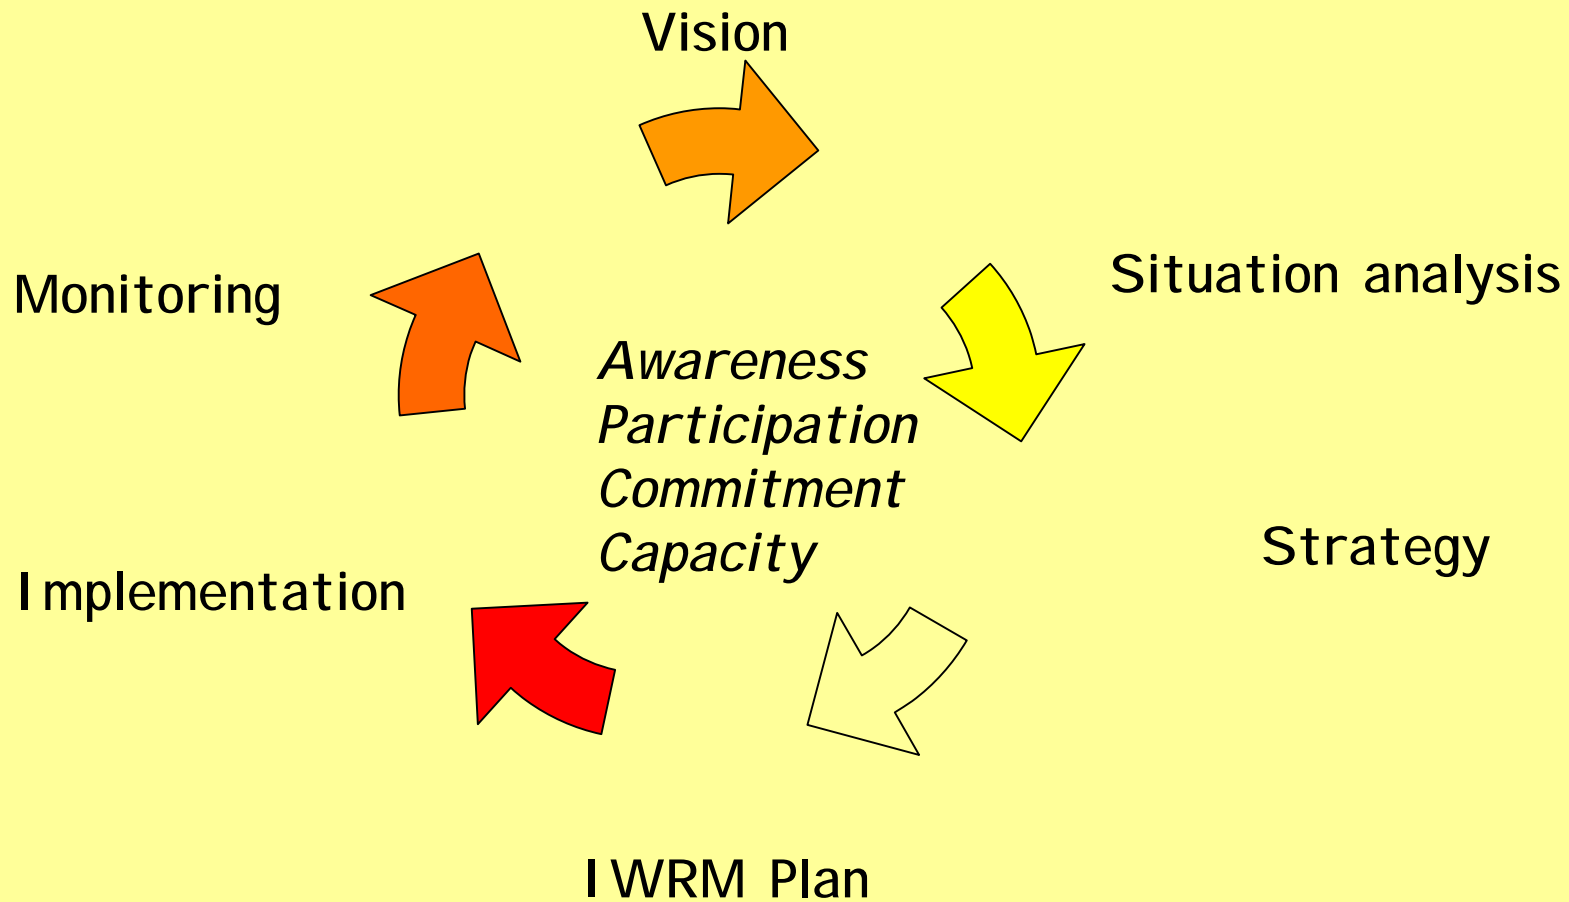 Vision
Situation analysis
Monitoring
Awareness
Participation
Commitment
Capacity
Strategy
Implementation
IWRM Plan